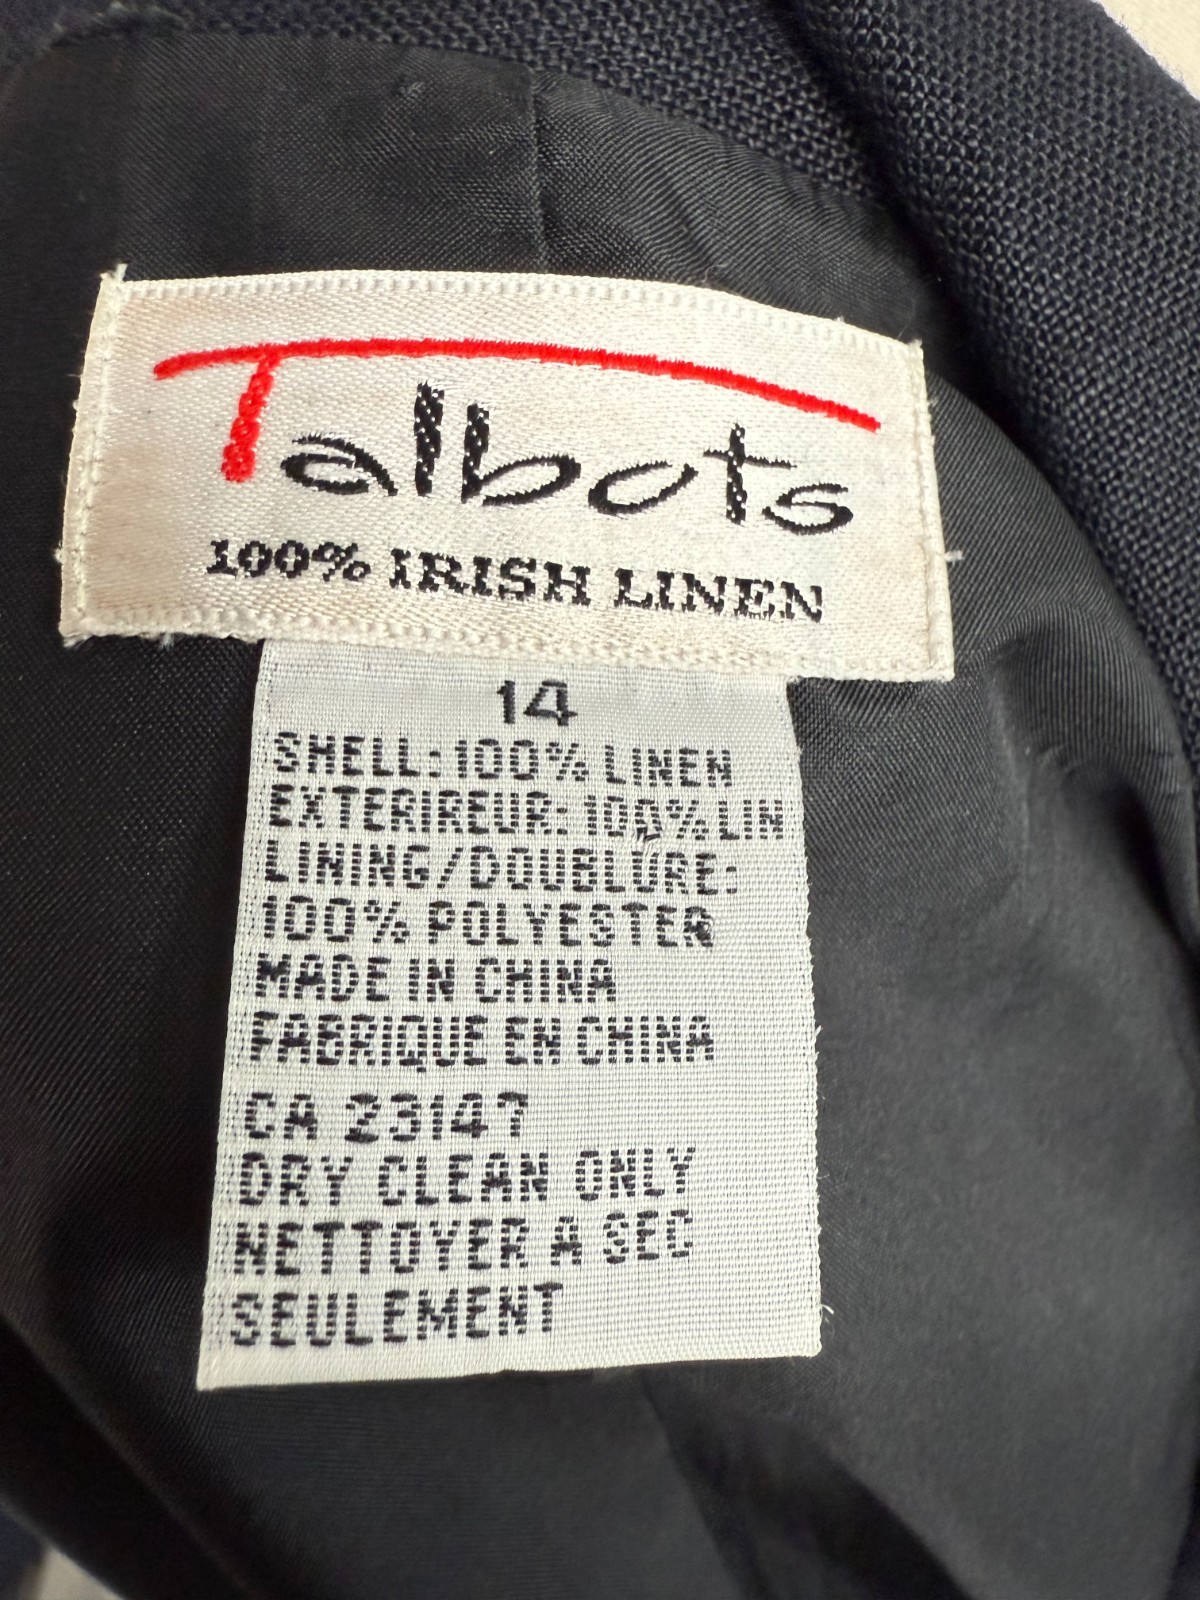 Talbots
100% IRISH LINEN
14
SHELL: 100% LINEN
EXTERIREUR: 100% LIN
LINING/DOUBLURE:
100% POLYESTER
MADE IN CHINA
FABRIQUE EN CHINA
CA 23147
DRY CLEAN ONLY
NETTOYER A SEC
SEULEMENT